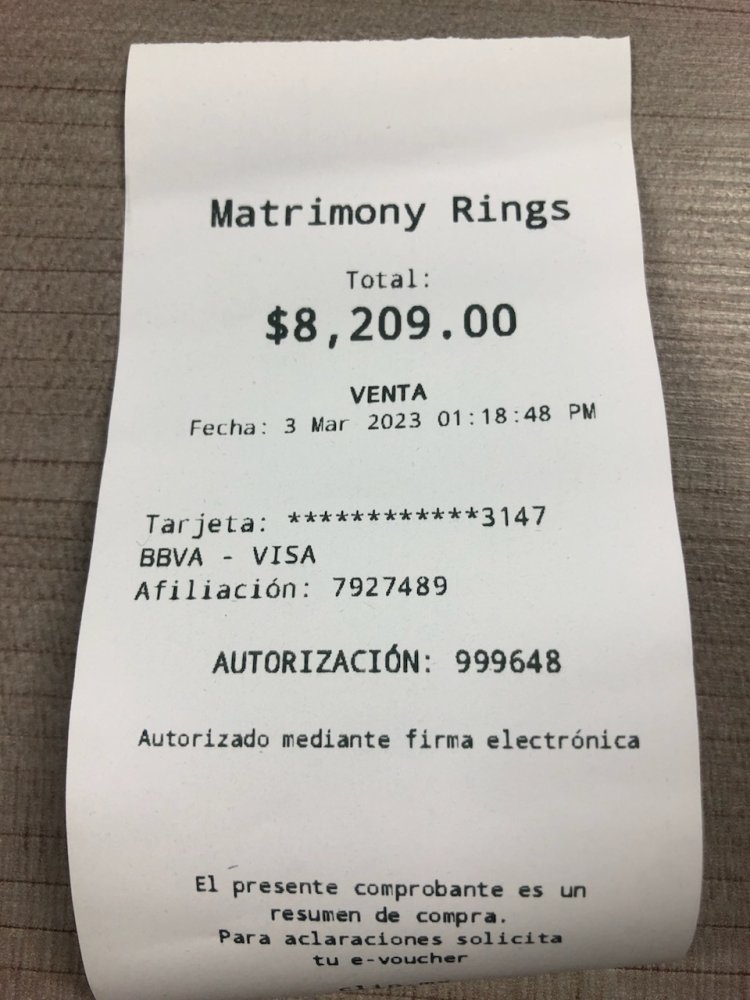 Matrimony Rings
Total:
$8,209.00
VENTA
Fecha: 3 Mar 2023 01:18:48 PM
Tarjeta: ************3147
BBVA - VISA
Afiliación: 7927489
AUTORIZACIÓN: 999648
Autorizado mediante firma electrónica
El presente comprobante es un
resumen de compra.
Para aclaraciones solicita
tu e-voucher